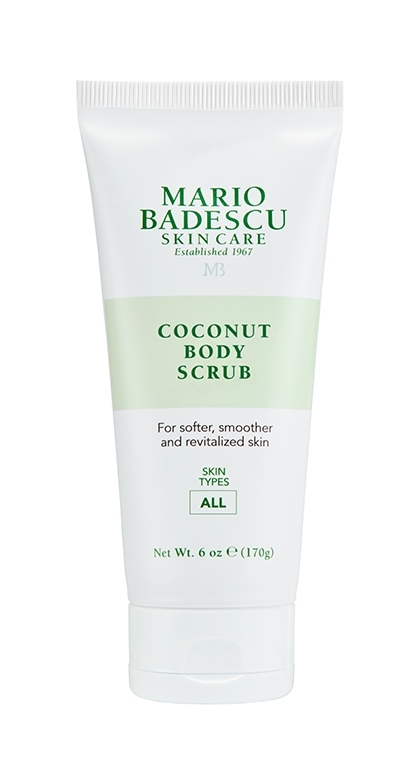 MARIO
BADESCU
SKIN CARE
Established 1967
MB
COCONUT
BODY
SCRUB
For softer, smoother
and revitalized skin
SKIN
TYPES
ALL
Net Wt. 6 oz ℮ (170g)